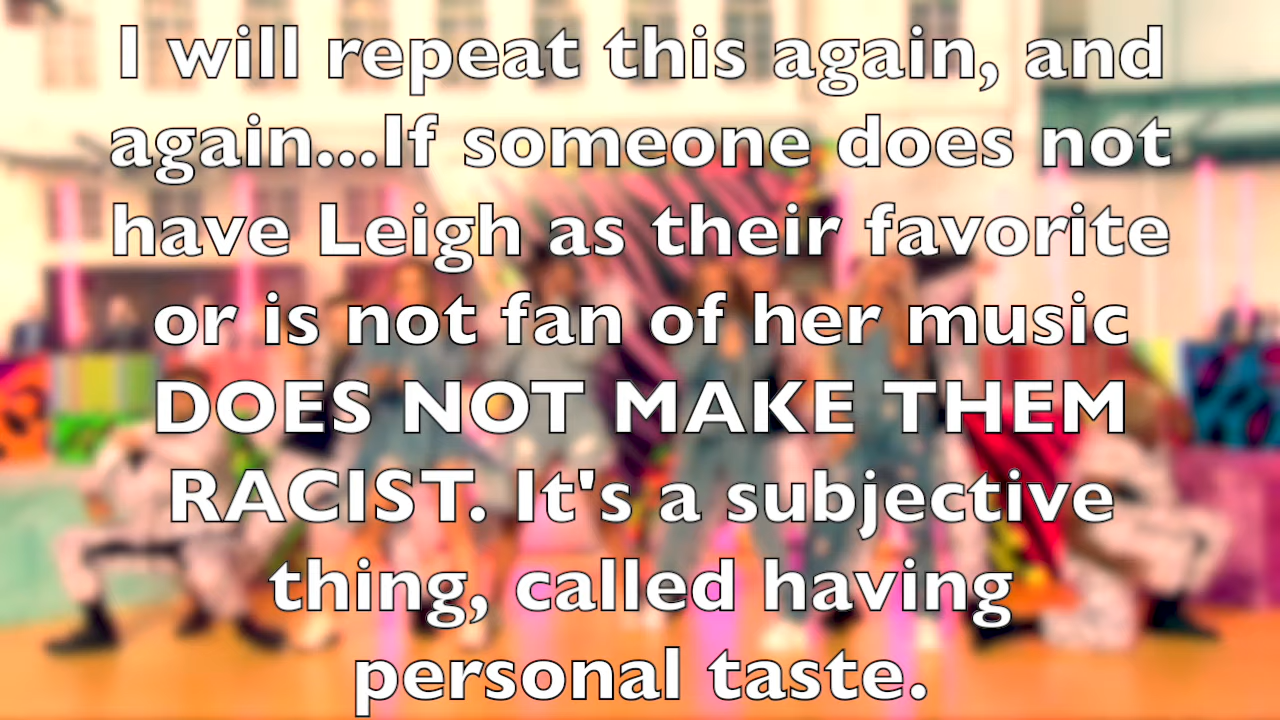 I will repeat this again, and
again...If someone does not
have Leigh as their favorite
or is not fan of her music
DOES NOT MAKE THEM
RACIST. It's a subjective
thing, called having
personal taste.